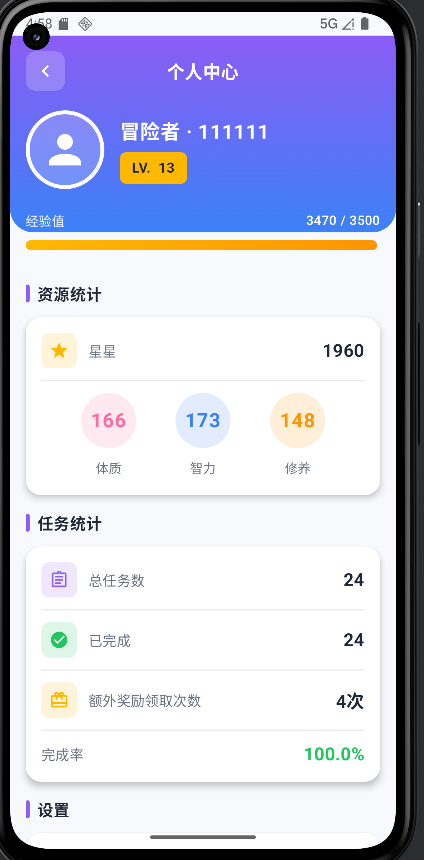 4:58 5G
个人中心
冒险者 · 111111
LV. 13
经验值 3470 / 3500
资源统计
星星 1960
166 173 148
体质 智力 修养
任务统计
总任务数 24
已完成 24
额外奖励领取次数 4次
完成率 100.0%
设置